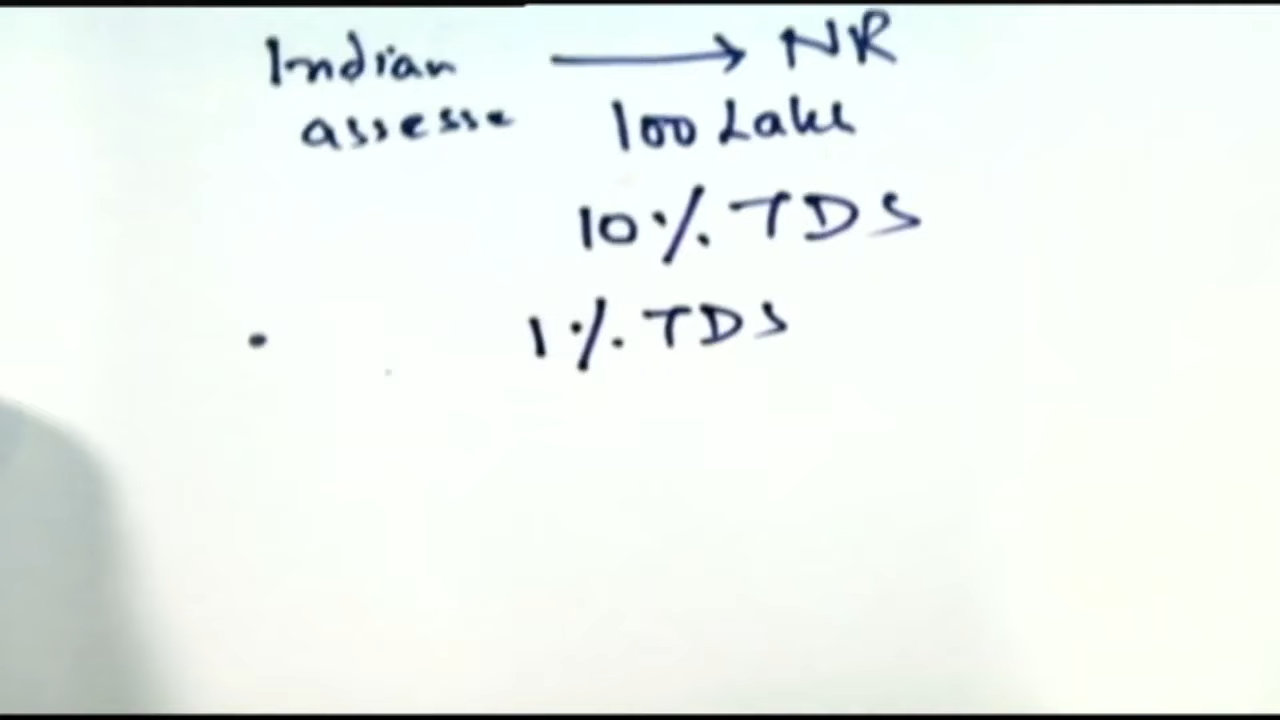 Indian → NR
assesse 100 Lakh
10% TDS
1% TDS